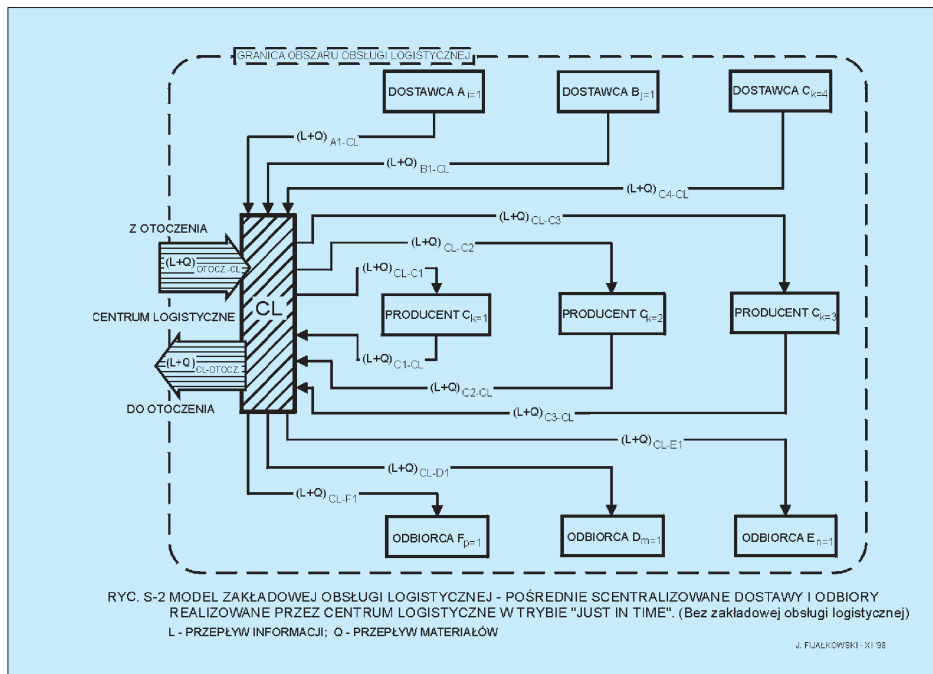 GRANICA OBSZARU OBSŁUGI LOGISTYCZNEJ
DOSTAWCA A i=1
DOSTAWCA B j=1
DOSTAWCA C k=4
(L+Q) A1-CL
(L+Q) B1-CL
(L+Q) C4-CL
Z OTOCZENIA
(L+Q) OTOCZ.-CL
(L+Q) CL-C3
(L+Q) CL-C2
(L+Q) CL-C1
CENTRUM LOGISTYCZNE
CL
PRODUCENT C k=1
PRODUCENT C k=2
PRODUCENT C k=3
(L+Q) CL-OTOCZ.
(L+Q) C1-CL
(L+Q) C2-CL
(L+Q) C3-CL
DO OTOCZENIA
(L+Q) CL-E1
(L+Q) CL-D1
(L+Q) CL-F1
ODBIORCA F p=1
ODBIORCA D m=1
ODBIORCA E n=1
RYC. S-2 MODEL ZAKŁADOWEJ OBSŁUGI LOGISTYCZNEJ - POŚREDNIE SCENTRALIZOWANE DOSTAWY I ODBIORY
REALIZOWANE PRZEZ CENTRUM LOGISTYCZNE W TRYBIE "JUST IN TIME". (Bez zakładowej obsługi logistycznej)
L - PRZEPŁYW INFORMACJI; Q - PRZEPŁYW MATERIAŁÓW
J. FIJAŁKOWSKI - XI '98